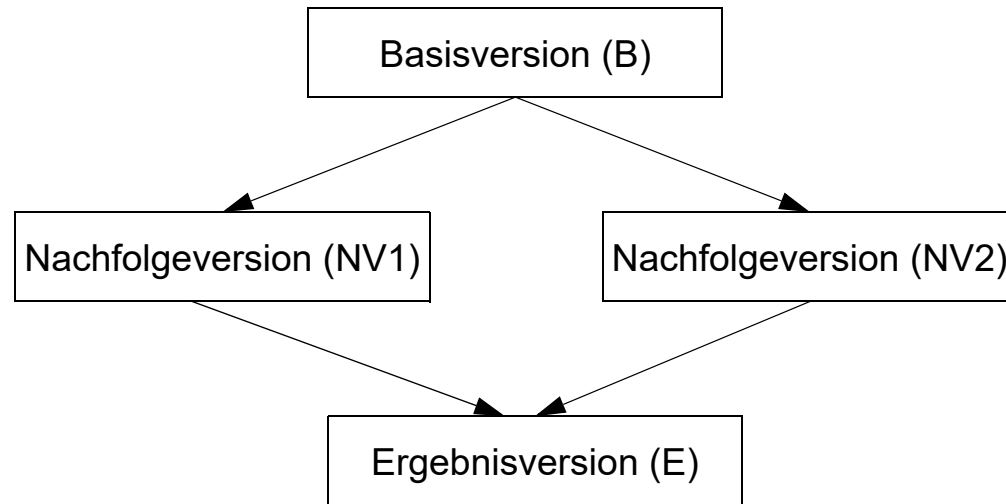 Basisversion (B)
Nachfolgeversion (NV1)
Nachfolgeversion (NV2)
Ergebnisversion (E)